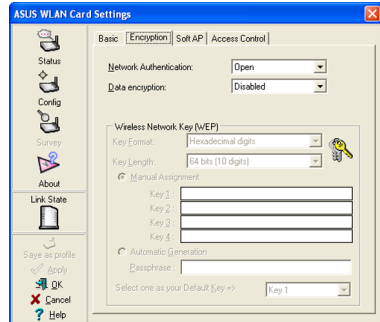 ASUS WLAN Card Settings
Status
Config
Survey
About
Link State
Save as profile
Apply
OK
Cancel
Help
Basic Encryption Soft AP Access Control
Network Authentication: Open
Data encryption: Disabled
Wireless Network Key (WEP)
Key Format: Hexadecimal digits
Key Length: 64 bits (10 digits)
Manual Assignment
Key 1 :
Key 2 :
Key 3 :
Key 4 :
Automatic Generation
Passphrase :
Select one as your Default Key => Key 1